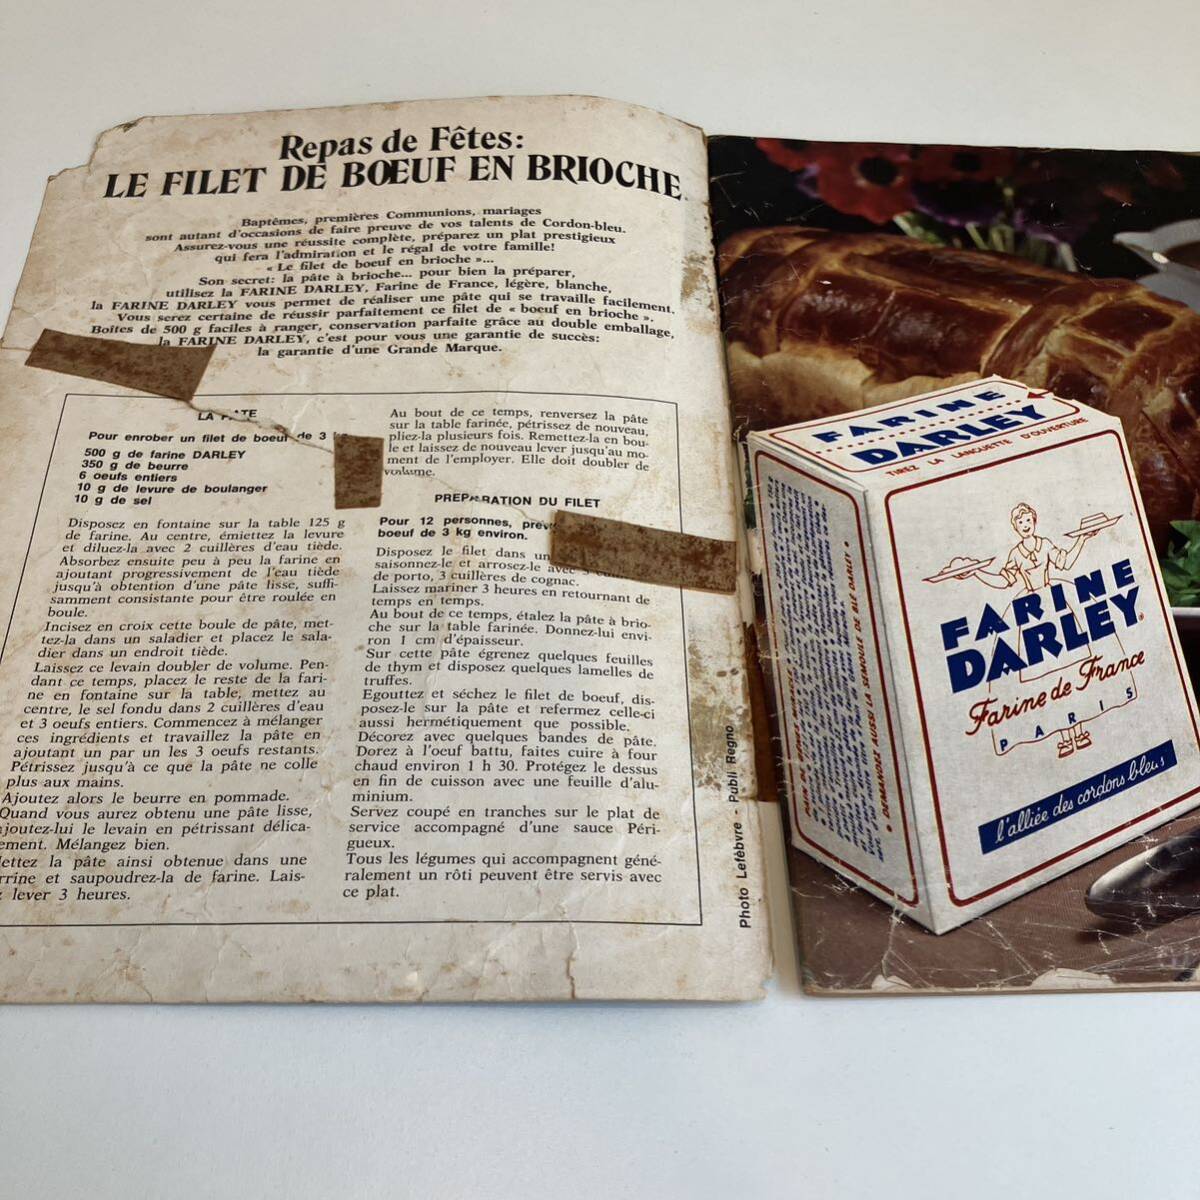 Repas de Fêtes:
LE FILET DE BŒUF EN BRIOCHE
Baptêmes, premières Communions, mariages
sont autant d'occasions de faire preuve de vos talents de Cordon-bleu.
Assurez-vous une réussite complète, préparez un plat prestigieux
qui fera l'admiration et le régal de votre famille!
« Le filet de boeuf en brioche »...
Son secret: la pâte à brioche... pour bien la préparer,
utilisez la FARINE DARLEY, Farine de France, légère, blanche,
la FARINE DARLEY vous permet de réaliser une pâte qui se travaille facilement.
Vous serez certaine de réussir parfaitement ce filet de « boeuf en brioche ».
Boîtes de 500 g faciles à ranger, conservation parfaite grâce au double emballage,
la FARINE DARLEY, c'est pour vous une garantie de succès:
la garantie d'une Grande Marque.
LA PATE
Pour enrober un filet de boeuf de 3
500 g de farine DARLEY
350 g de beurre
6 oeufs entiers
10 g de levure de boulanger
10 g de sel
Disposez en fontaine sur la table 125 g
de farine. Au centre, émiettez la levure
et diluez-la avec 2 cuillères d'eau tiède.
Absorbez ensuite peu à peu la farine en
ajoutant progressivement de l'eau tiède
jusqu'à obtention d'une pâte lisse, suffi-
samment consistante pour être roulée en
boule.
Incisez en croix cette boule de pâte, met-
tez-la dans un saladier et placez le sala-
dier dans un endroit tiède.
Laissez ce levain doubler de volume. Pen-
dant ce temps, placez le reste de la fari-
ne en fontaine sur la table, mettez au
centre, le sel fondu dans 2 cuillères d'eau
et 3 oeufs entiers. Commencez à mélanger
ces ingrédients et travaillez la pâte en
ajoutant un par un les 3 oeufs restants.
Pétrissez jusqu'à ce que la pâte ne colle
plus aux mains.
Ajoutez alors le beurre en pommade.
Quand vous aurez obtenu une pâte lisse,
ajoutez-lui le levain en pétrissant délica-
ement. Mélangez bien.
ettez la pâte ainsi obtenue dans une
rrine et saupoudrez-la de farine. Lais-
z lever 3 heures.
Au bout de ce temps, renversez la pâte
sur la table farinée, pétrissez de nouveau,
pliez-la plusieurs fois. Remettez-la en bou-
le et laissez de nouveau lever jusqu'au mo-
ment de l'employer. Elle doit doubler de
volume.
PREPARATION DU FILET
Pour 12 personnes,
boeuf de 3 kg environ.
Disposez le filet dans un
saisonnez-le et arrosez-le avec
de porto, 3 cuillères de cognac.
Laissez mariner 3 heures en retournant de
temps en temps.
Au bout de ce temps, étalez la pâte à brio-
che sur la table farinée. Donnez-lui envi-
ron 1 cm d'épaisseur.
Sur cette pâte égrenez quelques feuilles
de thym et disposez quelques lamelles de
truffes.
Egouttez et séchez le filet de boeuf, dis-
posez-le sur la pâte et refermez celle-ci
aussi hermétiquement que possible.
Décorez avec quelques bandes de pâte.
Dorez à l'oeuf battu, faites cuire à four
chaud environ 1 h 30. Protégez le dessus
en fin de cuisson avec une feuille d'alu-
minium.
Servez coupé en tranches sur le plat de
service accompagné d'une sauce Péri-
gueux.
Tous les légumes qui accompagnent géné-
ralement un rôti peuvent être servis avec
ce plat.
Photo Lefèbvre - Publi Regno
FARINE
DARLEY
TIREZ LA LANGUETTE D'OUVERTURE
DEMANDEZ AUSSI LA SEMOULE DE BLE DARLEY
FARINE
DARLEY
Farine de France
PARIS
l'alliée des cordons bleus